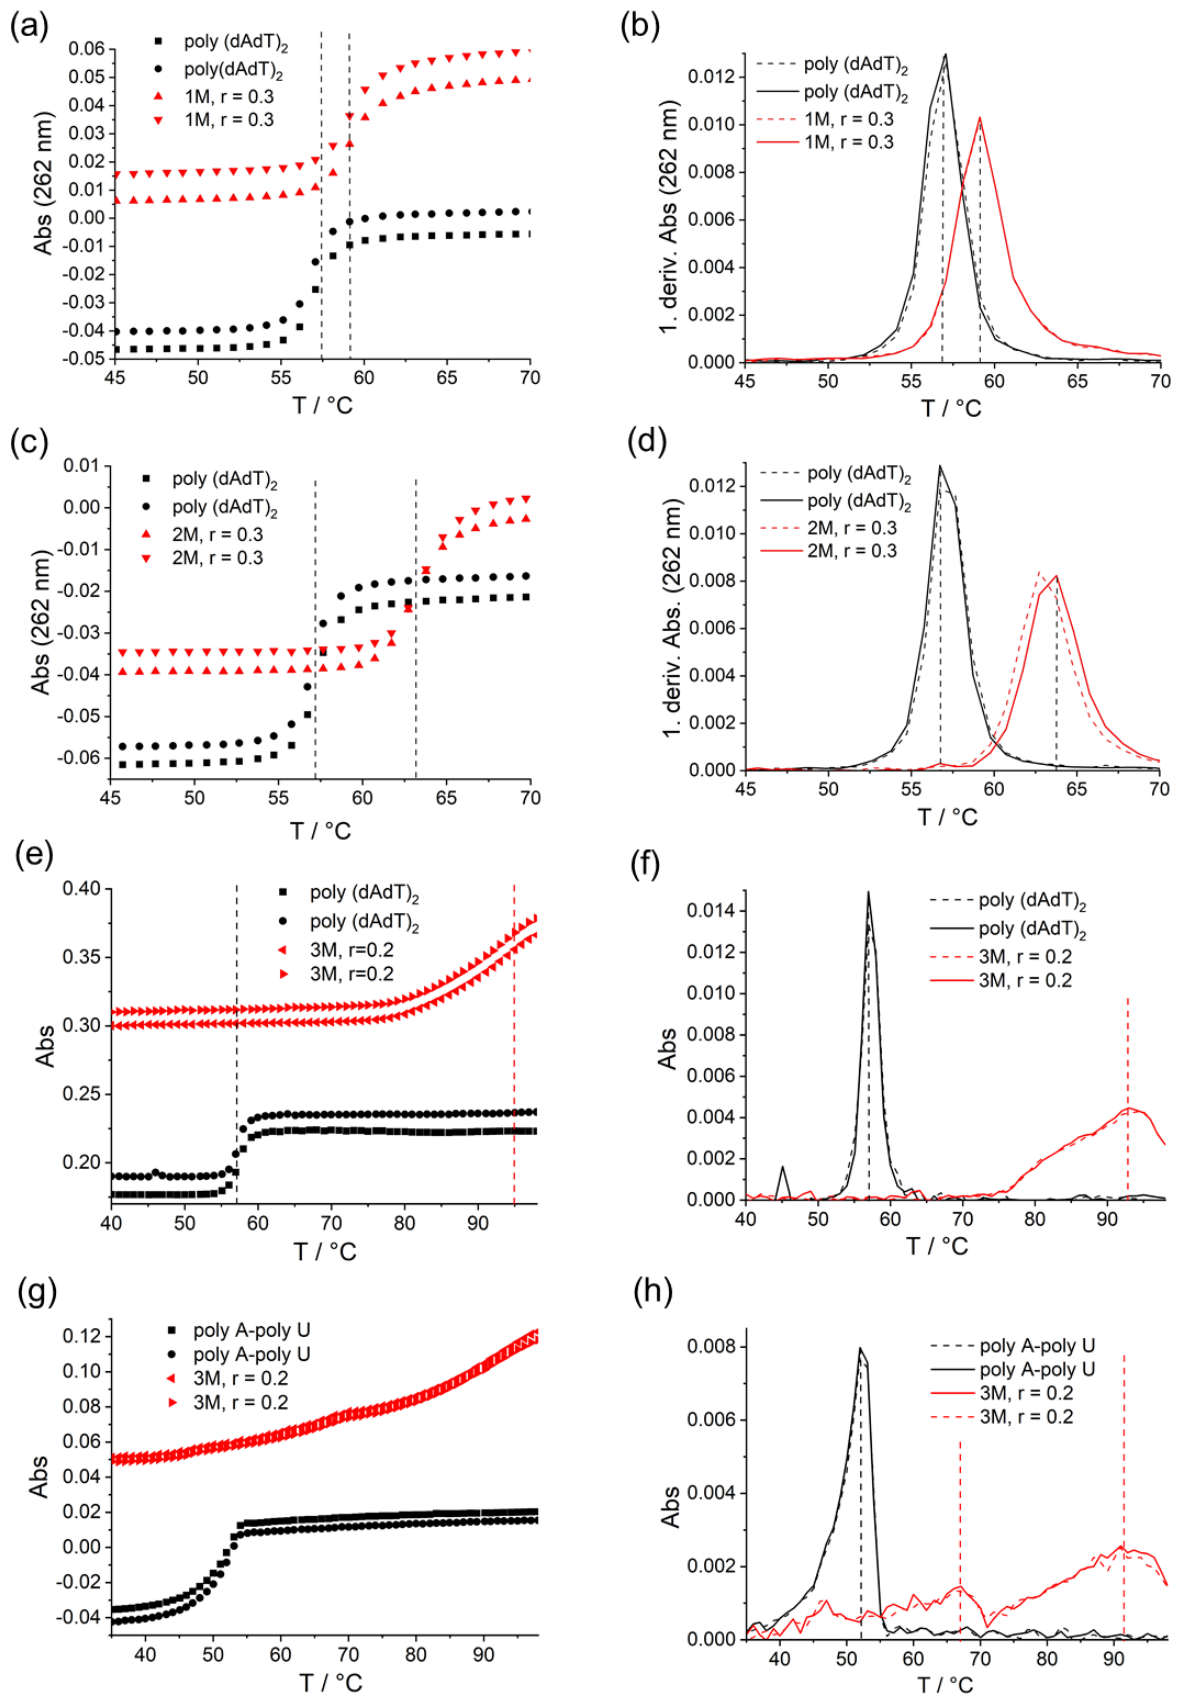 (a)
poly (dAdT)2
poly(dAdT)2
1M, r = 0.3
1M, r = 0.3
0.06
0.05
0.04
0.03
0.02
0.01
0.00
-0.01
-0.02
-0.03
-0.04
-0.05
Abs (262 nm)
45 50 55 60 65 70
T / °C
(b)
poly (dAdT)2
poly (dAdT)2
1M, r = 0.3
1M, r = 0.3
0.012
0.010
0.008
0.006
0.004
0.002
0.000
1. deriv. Abs (262 nm)
45 50 55 60 65 70
T / °C
(c)
poly (dAdT)2
poly (dAdT)2
2M, r = 0.3
2M, r = 0.3
0.01
0.00
-0.01
-0.02
-0.03
-0.04
-0.05
-0.06
Abs (262 nm)
45 50 55 60 65 70
T / °C
(d)
poly (dAdT)2
poly (dAdT)2
2M, r = 0.3
2M, r = 0.3
0.012
0.010
0.008
0.006
0.004
0.002
0.000
1. deriv. Abs. (262 nm)
45 50 55 60 65 70
T / °C
(e)
poly (dAdT)2
poly (dAdT)2
3M, r=0.2
3M, r=0.2
0.40
0.35
0.30
0.25
0.20
Abs
40 50 60 70 80 90
T / °C
(f)
poly (dAdT)2
poly (dAdT)2
3M, r = 0.2
3M, r = 0.2
0.014
0.012
0.010
0.008
0.006
0.004
0.002
0.000
Abs
40 50 60 70 80 90
T / °C
(g)
poly A-poly U
poly A-poly U
3M, r = 0.2
3M, r = 0.2
0.12
0.10
0.08
0.06
0.04
0.02
0.00
-0.02
-0.04
Abs
40 50 60 70 80 90
T / °C
(h)
poly A-poly U
poly A-poly U
3M, r = 0.2
3M, r = 0.2
0.008
0.006
0.004
0.002
0.000
Abs
40 50 60 70 80 90
T / °C